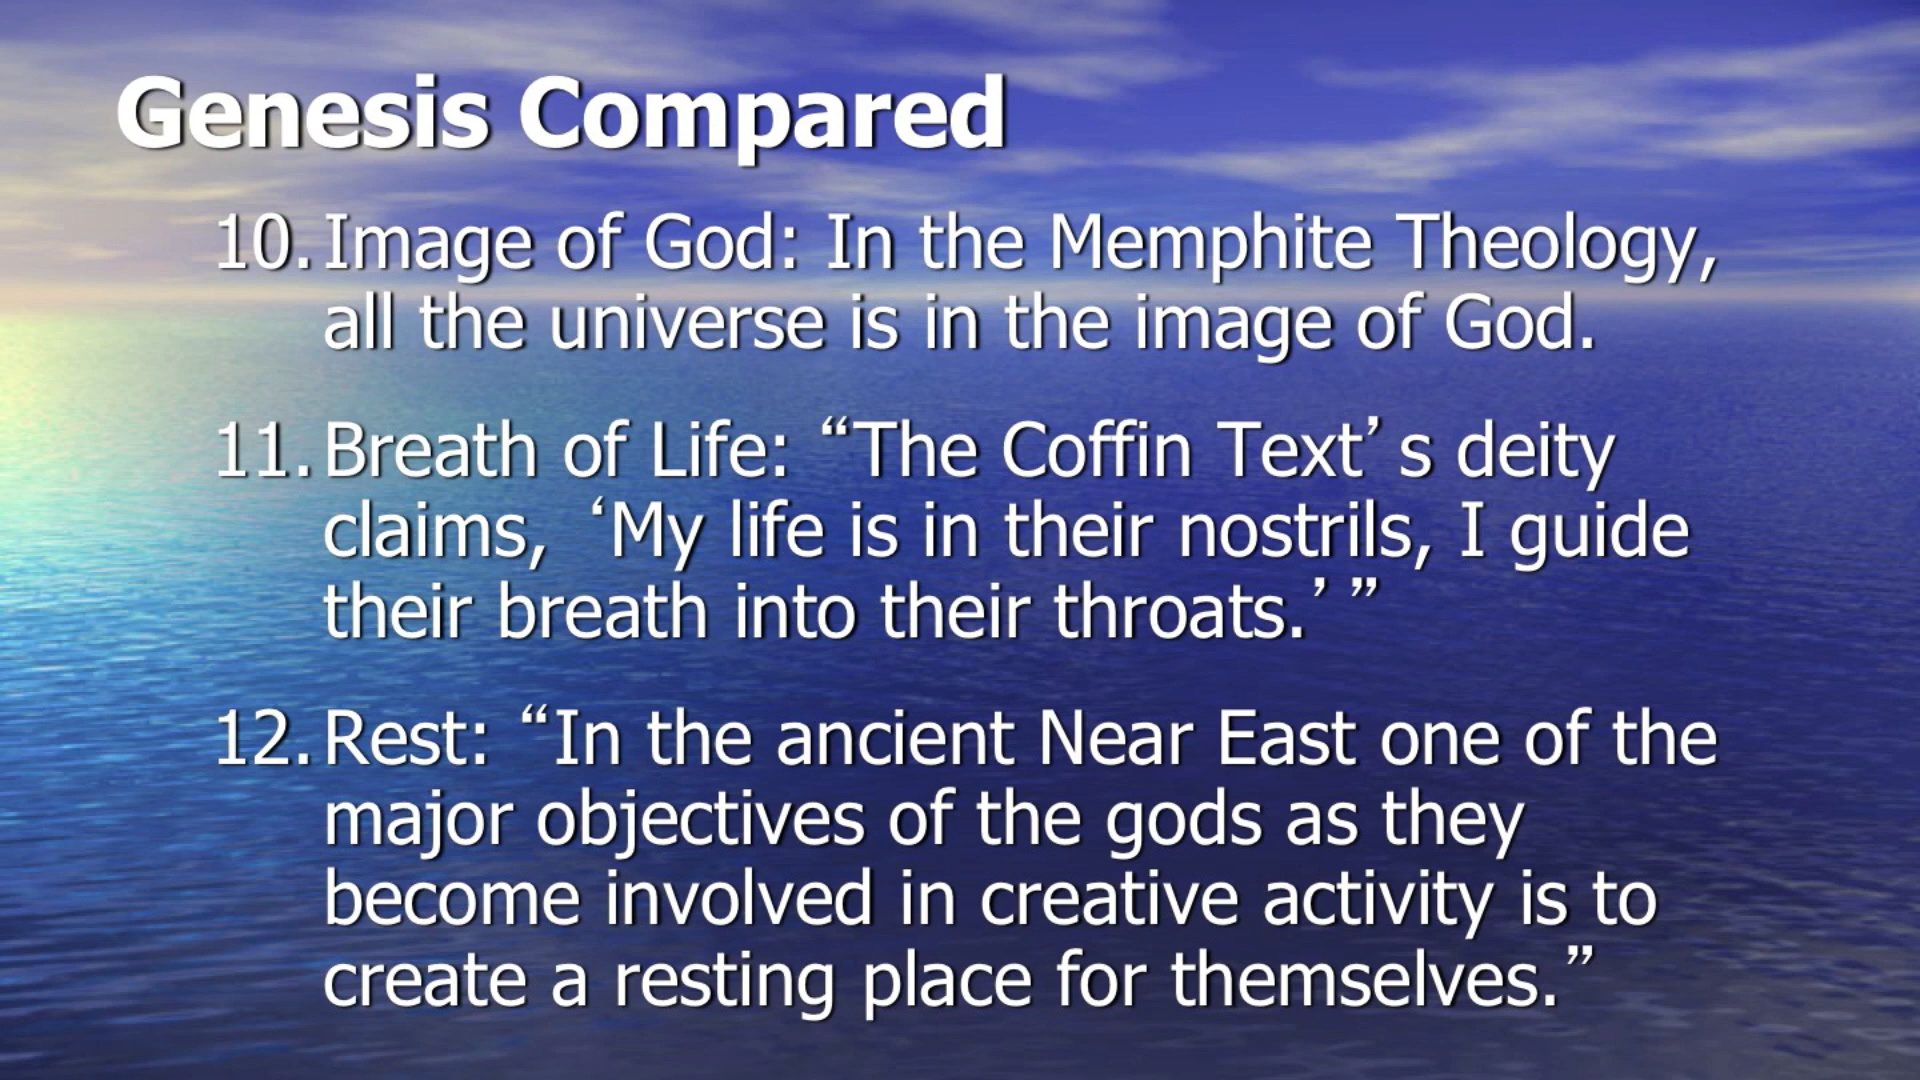 Genesis Compared
10. Image of God: In the Memphite Theology,
all the universe is in the image of God.
11. Breath of Life: “The Coffin Text’s deity
claims, ‘My life is in their nostrils, I guide
their breath into their throats.’”
12. Rest: “In the ancient Near East one of the
major objectives of the gods as they
become involved in creative activity is to
create a resting place for themselves.”